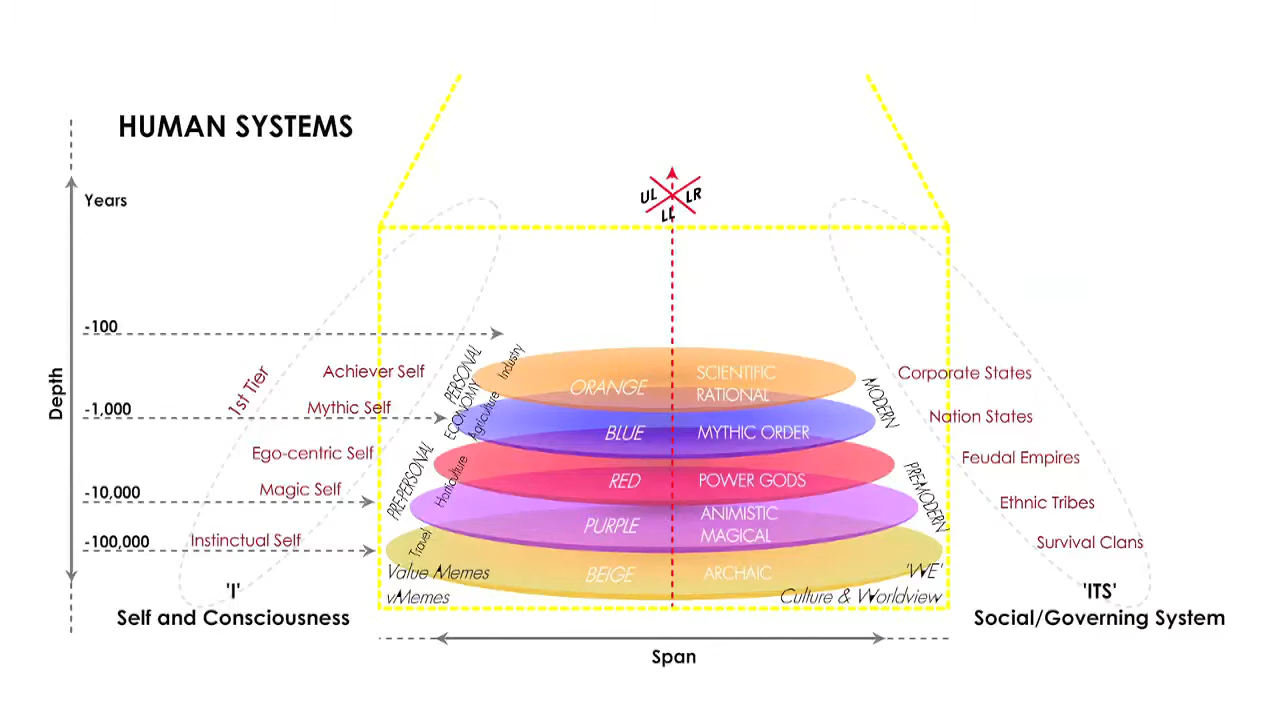 HUMAN SYSTEMS
Years
UL
LR
LL
-100
-1,000
-10,000
-100,000
Depth
1st Tier
Achiever Self
Mythic Self
Ego-centric Self
Magic Self
Instinctual Self
'I'
Self and Consciousness
PERSONAL
ECONOMY
PRE-PERSONAL
Industry
Agriculture
Horticulture
Travel
ORANGE
SCIENTIFIC
RATIONAL
BLUE
MYTHIC ORDER
RED
POWER GODS
PURPLE
ANIMISTIC
MAGICAL
BEIGE
ARCHAIC
Value Memes
vMemes
'WE'
Culture & Worldview
MODERN
PRE-MODERN
Corporate States
Nation States
Feudal Empires
Ethnic Tribes
Survival Clans
'ITS'
Social/Governing System
Span